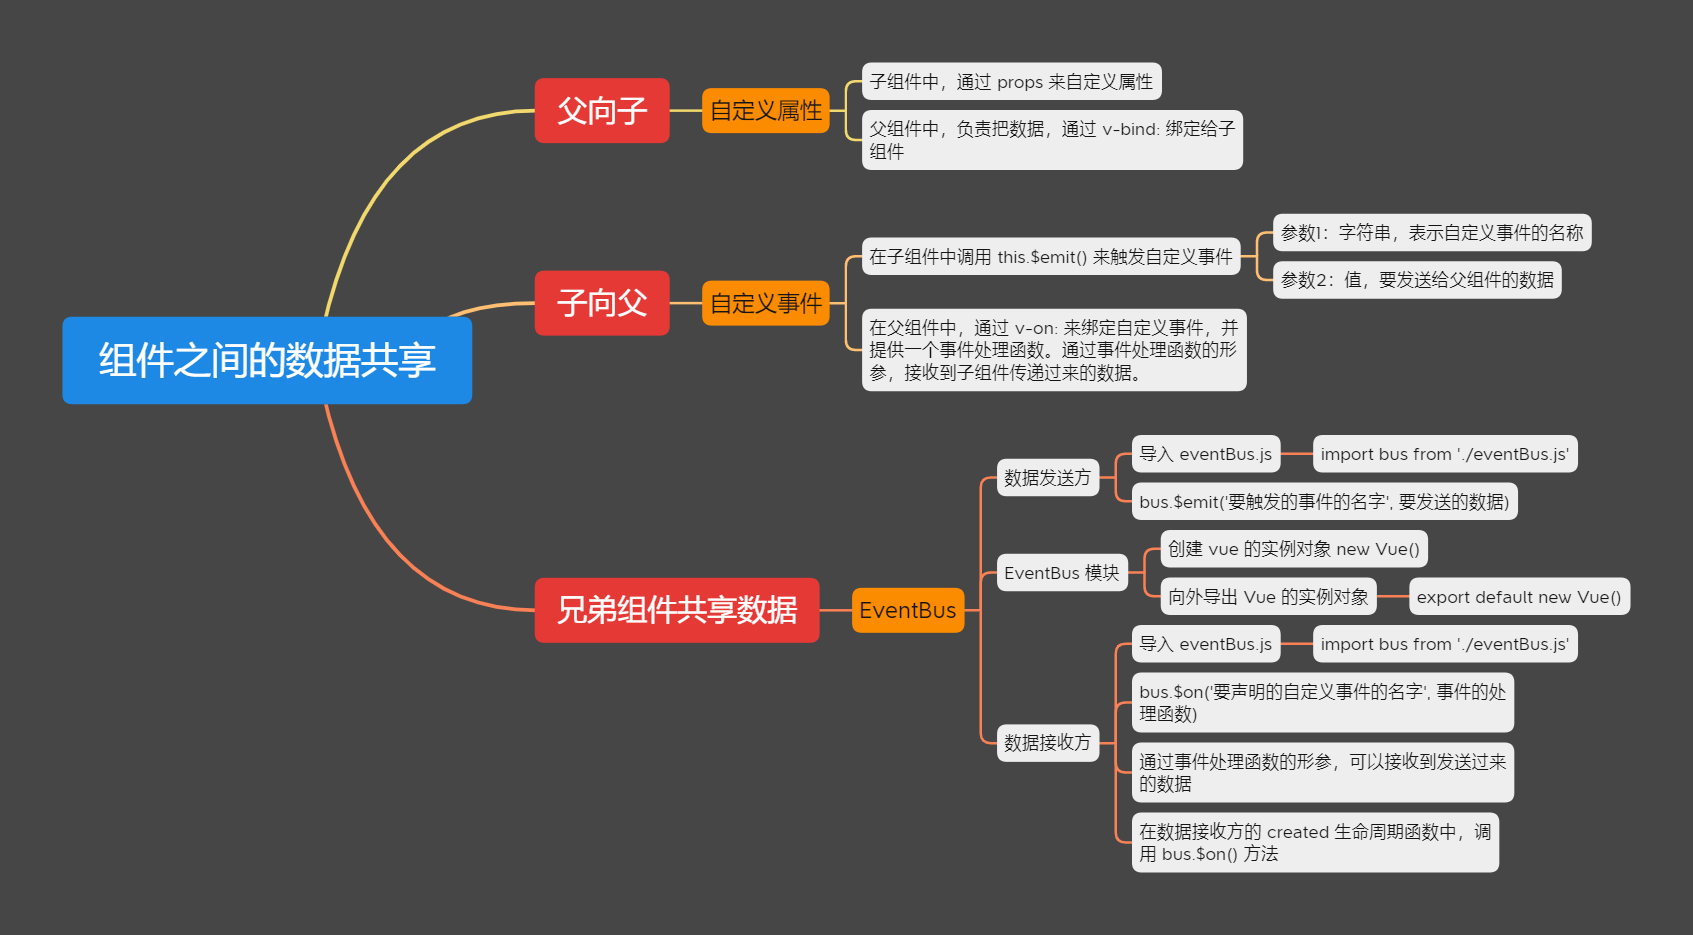 组件之间的数据共享
父向子
自定义属性
子组件中，通过 props 来自定义属性
父组件中，负责把数据，通过 v-bind: 绑定给子
组件
子向父
自定义事件
在子组件中调用 this.$emit() 来触发自定义事件
参数1：字符串，表示自定义事件的名称
参数2：值，要发送给父组件的数据
在父组件中，通过 v-on: 来绑定自定义事件，并
提供一个事件处理函数。通过事件处理函数的形
参，接收到子组件传递过来的数据。
兄弟组件共享数据
EventBus
数据发送方
导入 eventBus.js
import bus from './eventBus.js'
bus.$emit('要触发的事件的名字', 要发送的数据)
EventBus 模块
创建 vue 的实例对象 new Vue()
向外导出 Vue 的实例对象
export default new Vue()
数据接收方
导入 eventBus.js
import bus from './eventBus.js'
bus.$on('要声明的自定义事件的名字', 事件的处
理函数)
通过事件处理函数的形参，可以接收到发送过来
的数据
在数据接收方的 created 生命周期函数中，调
用 bus.$on() 方法